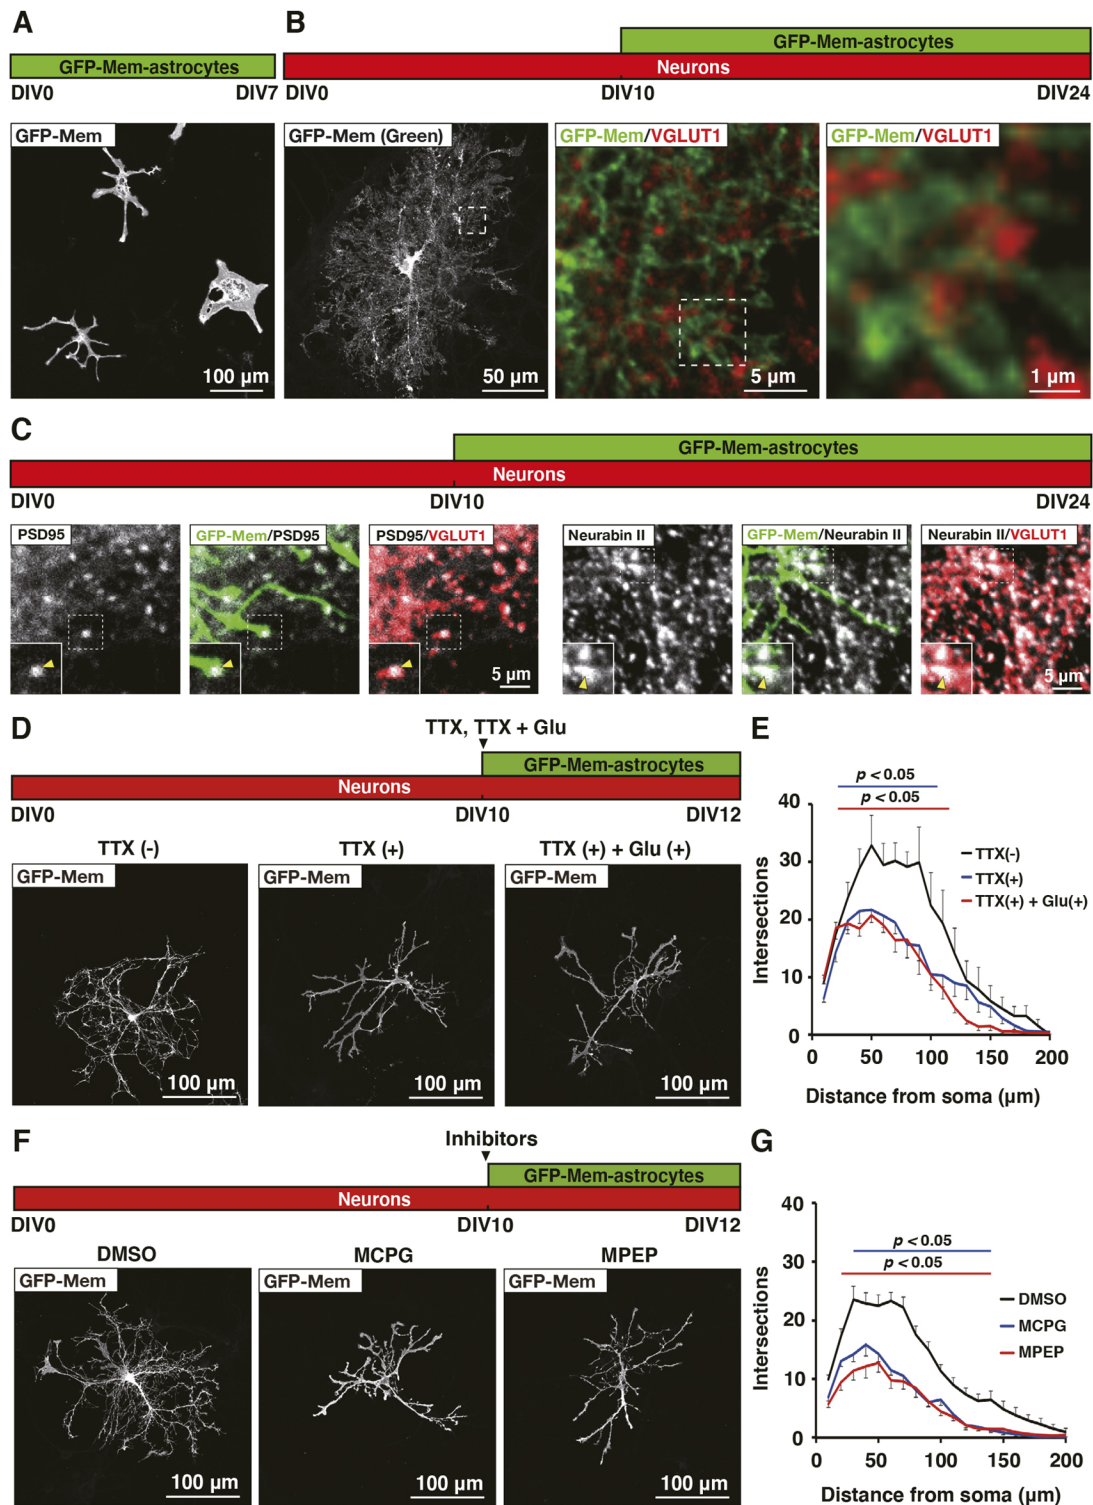 A
B
GFP-Mem-astrocytes
GFP-Mem-astrocytes
Neurons
DIV0
DIV7
DIV0
DIV10
DIV24
GFP-Mem
GFP-Mem (Green)
GFP-Mem/VGLUT1
GFP-Mem/VGLUT1
100 µm
50 µm
5 µm
1 µm
C
GFP-Mem-astrocytes
Neurons
DIV0
DIV10
DIV24
PSD95
GFP-Mem/PSD95
PSD95/VGLUT1
Neurabin II
GFP-Mem/Neurabin II
Neurabin II/VGLUT1
5 µm
5 µm
D
TTX, TTX + Glu
GFP-Mem-astrocytes
Neurons
DIV0
DIV10
DIV12
TTX (-)
TTX (+)
TTX (+) + Glu (+)
GFP-Mem
GFP-Mem
GFP-Mem
100 µm
100 µm
100 µm
E
p < 0.05
p < 0.05
40
30
20
10
0
Intersections
TTX(-)
TTX(+)
TTX(+) + Glu(+)
0
50
100
150
200
Distance from soma (µm)
F
Inhibitors
GFP-Mem-astrocytes
Neurons
DIV0
DIV10
DIV12
DMSO
MCPG
MPEP
GFP-Mem
GFP-Mem
GFP-Mem
100 µm
100 µm
100 µm
G
p < 0.05
p < 0.05
40
30
20
10
0
Intersections
DMSO
MCPG
MPEP
0
50
100
150
200
Distance from soma (µm)